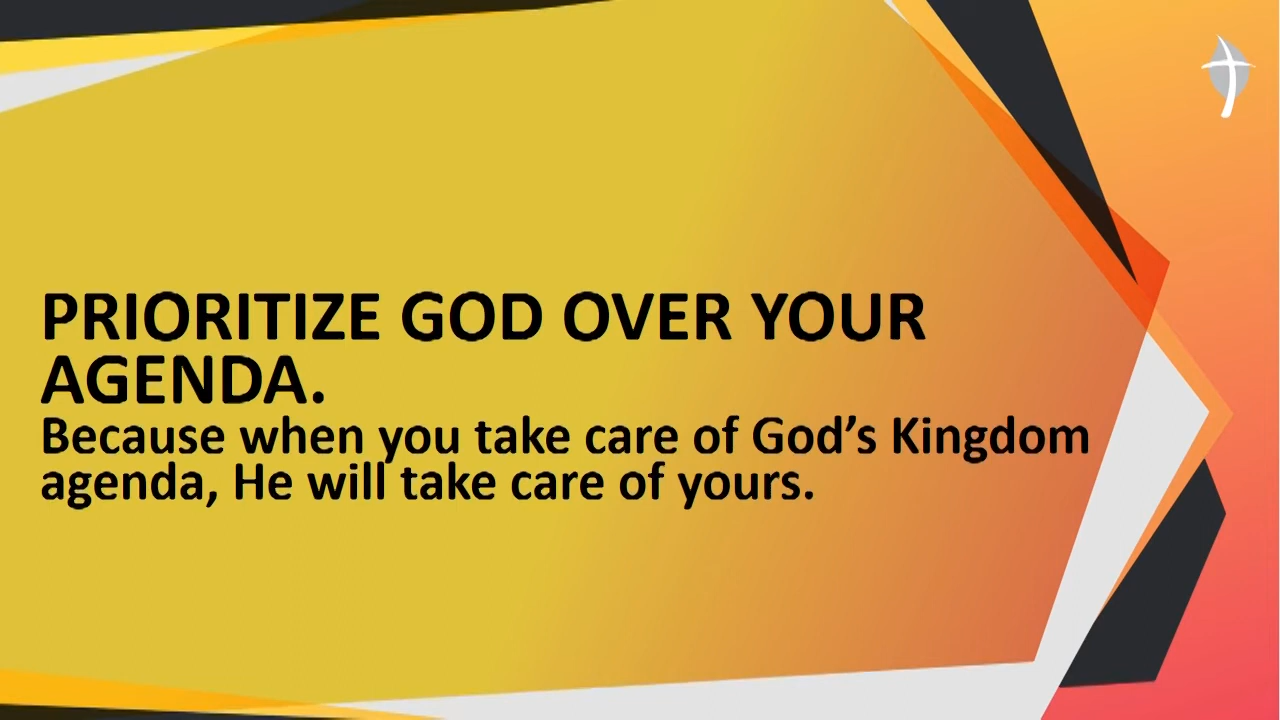 PRIORITIZE GOD OVER YOUR
AGENDA.
Because when you take care of God’s Kingdom
agenda, He will take care of yours.